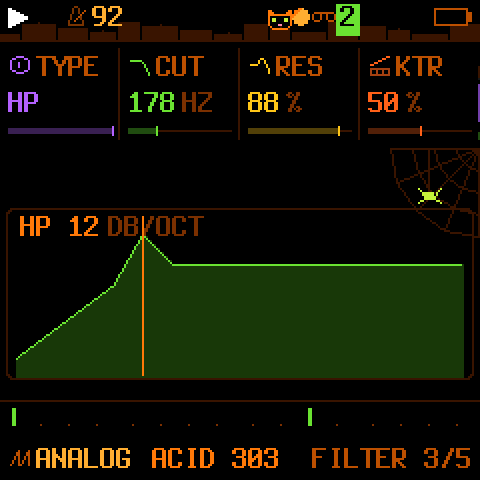 92 2
TYPE CUT RES KTR
HP 178 HZ 88 % 50 %
HP 12 DB/OCT
ANALOG ACID 303 FILTER 3/5